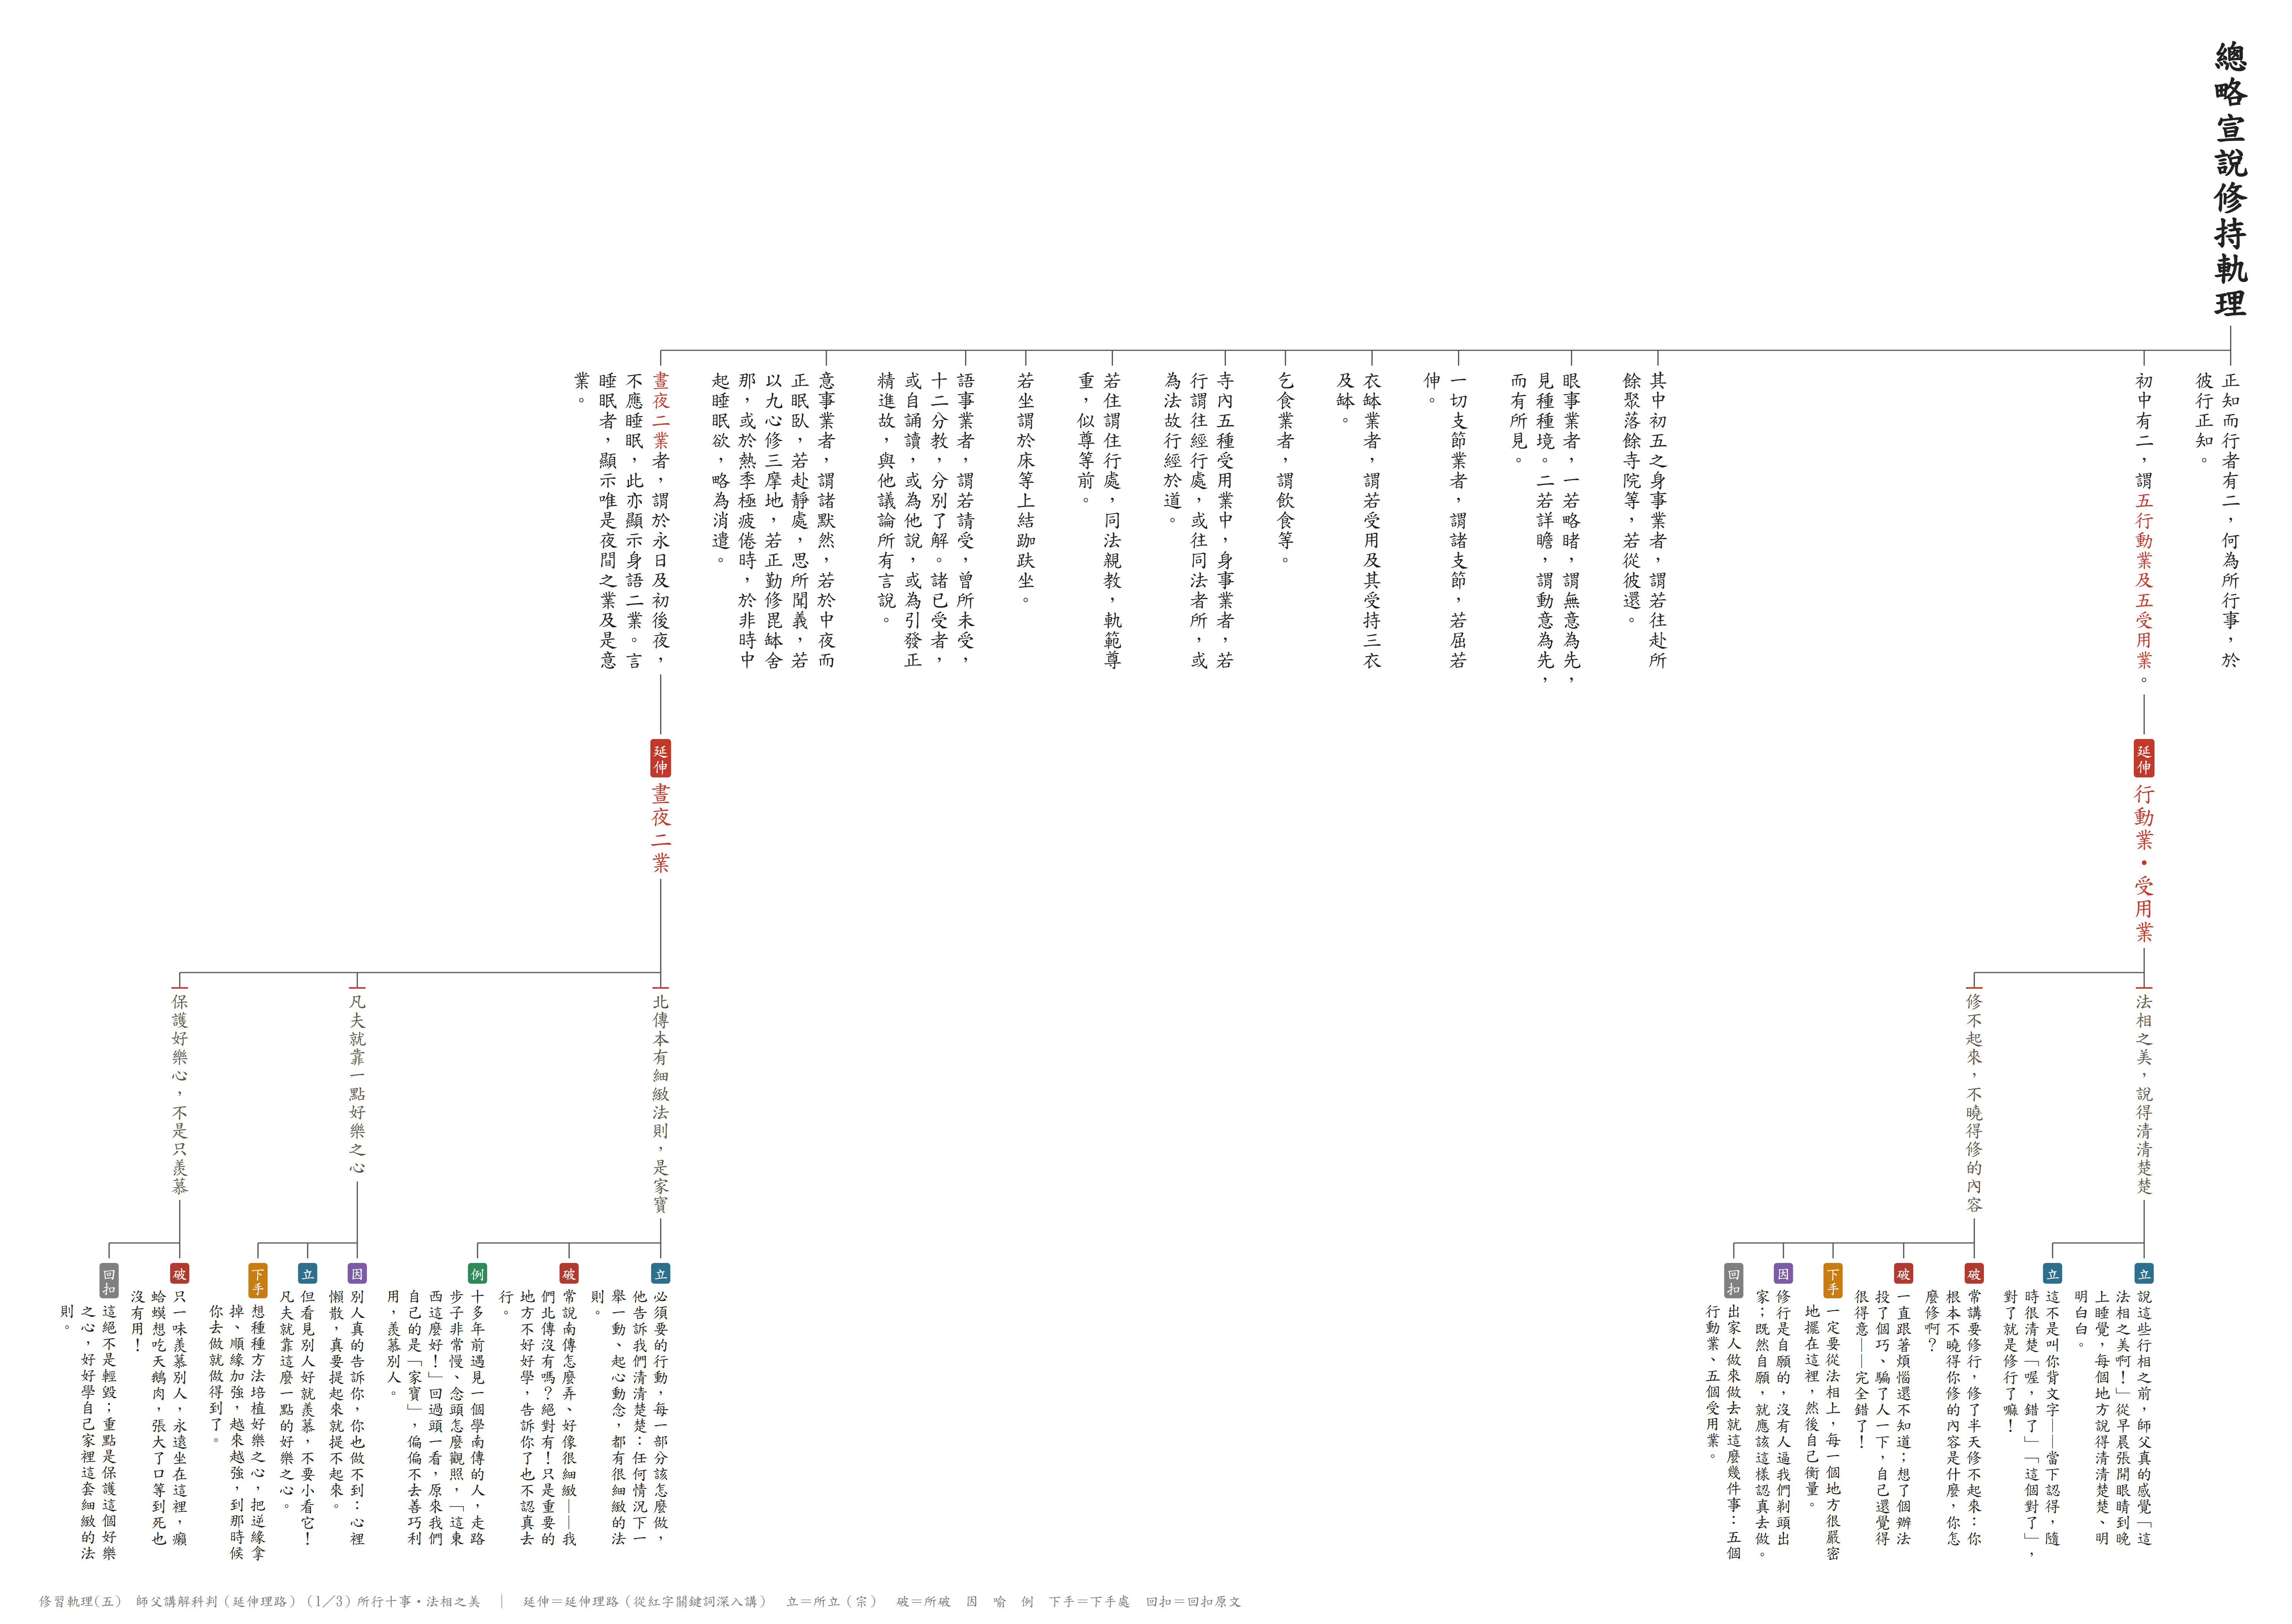 總略宣說修持軌理
正知而行者有二，何為所行事，於
彼行正知。
初中有二，謂五行動業及五受用業。
其中初五之身事業者，謂若往赴所
餘聚落餘寺院等，若從彼還。
眼事業者，一若略睹，謂無意為先，
見種種境。二若詳瞻，謂動意為先，
而有所見。
一切支節業者，謂諸支節，若屈若
伸。
衣缽業者，謂若受用及其受持三衣
及缽。
乞食業者，謂飲食等。
寺內五種受用業中，身事業者，若
行謂往經行處，或往同法者所，或
為法故行經於道。
若住謂住行處，同法親教，軌範尊
重，似尊等前。
若坐謂於床等上結跏趺坐。
語事業者，謂若請受，曾所未受，
十二分教，分別了解。諸已受者，
或自誦讀，或為他說，或為引發正
精進故，與他議論所有言說。
意事業者，謂諸默然，若於中夜而
正眠臥，若赴靜處，思所聞義，若
以九心修三摩地，若正勤修毘缽舍
那，或於熱季極疲倦時，於非時中
起睡眠欲，略為消遣。
晝夜二業者，謂於永日及初後夜，
不應睡眠，此亦顯示身語二業。言
睡眠者，顯示唯是夜間之業及是意
業。
延伸
行動業・受用業
法相之美，說得清清楚楚
立
說這些行相之前，師父真的感覺「這
法相之美啊！」從早晨張開眼睛到晚
上睡覺，每個地方說得清清楚楚、明
明白白。
立
這不是叫你背文字——當下認得，隨
時很清楚「喔，錯了」「這個對了」，
對了就是修行了嘛！
修不起來，不曉得修的內容
破
常講要修行，修了半天修不起來：你
根本不曉得你修的內容是什麼，你怎
麼修啊？
破
一直跟著煩惱還不知道；想了個辦法
投了個巧、騙了人一下，自己還覺得
很得意——完全錯了！
下手
一定要從法相上，每一個地方很嚴密
地擺在這裡，然後自己衡量。
因
修行是自願的，沒有人逼我們剃頭出
家；既然自願，就應該這樣認真去做。
回扣
出家人做來做去就這麼幾件事：五個
行動業、五個受用業。
延伸
晝夜二業
北傳本有細緻法則，是家寶
立
必須要的行動，每一部分該怎麼做，
他告訴我們清清楚楚：任何情況下一
舉一動、起心動念，都有很細緻的法
則。
破
常說南傳怎麼弄、好像很細緻——我
們北傳沒有嗎？絕對有！只是重要的
地方不好好學，告訴你了也不認真去
行。
例
十多年前遇見一個學南傳的人，走路
步子非常慢、念頭怎麼觀照，「這東
西這麼好！」回過頭一看，原來我們
自己的是「家寶」，偏偏不去善巧利
用，羨慕別人。
凡夫就靠一點好樂之心
因
別人真的告訴你，你也做不到：心裡
懶散，真要提起來就提不起來。
立
但看見別人好就羨慕，不要小看它！
凡夫就靠這麼一點的好樂之心。
下手
想種種方法培植好樂之心，把逆緣拿
掉、順緣加強，越來越強，到那時候
你去做就做得到了。
保護好樂心，不是只羨慕
破
只一味羨慕別人，永遠坐在這裡，癩
蛤蟆想吃天鵝肉，張大了口等到死也
沒有用！
回扣
這絕不是輕毀；重點是保護這個好樂
之心，好好學自己家裡這套細緻的法
則。
修習軌理(五)　師父講解科判（延伸理路）（1／3）所行十事・法相之美　｜　延伸＝延伸理路（從紅字關鍵詞深入講）　立＝所立（宗）　破＝所破　因　喻　例　下手＝下手處　回扣＝回扣原文